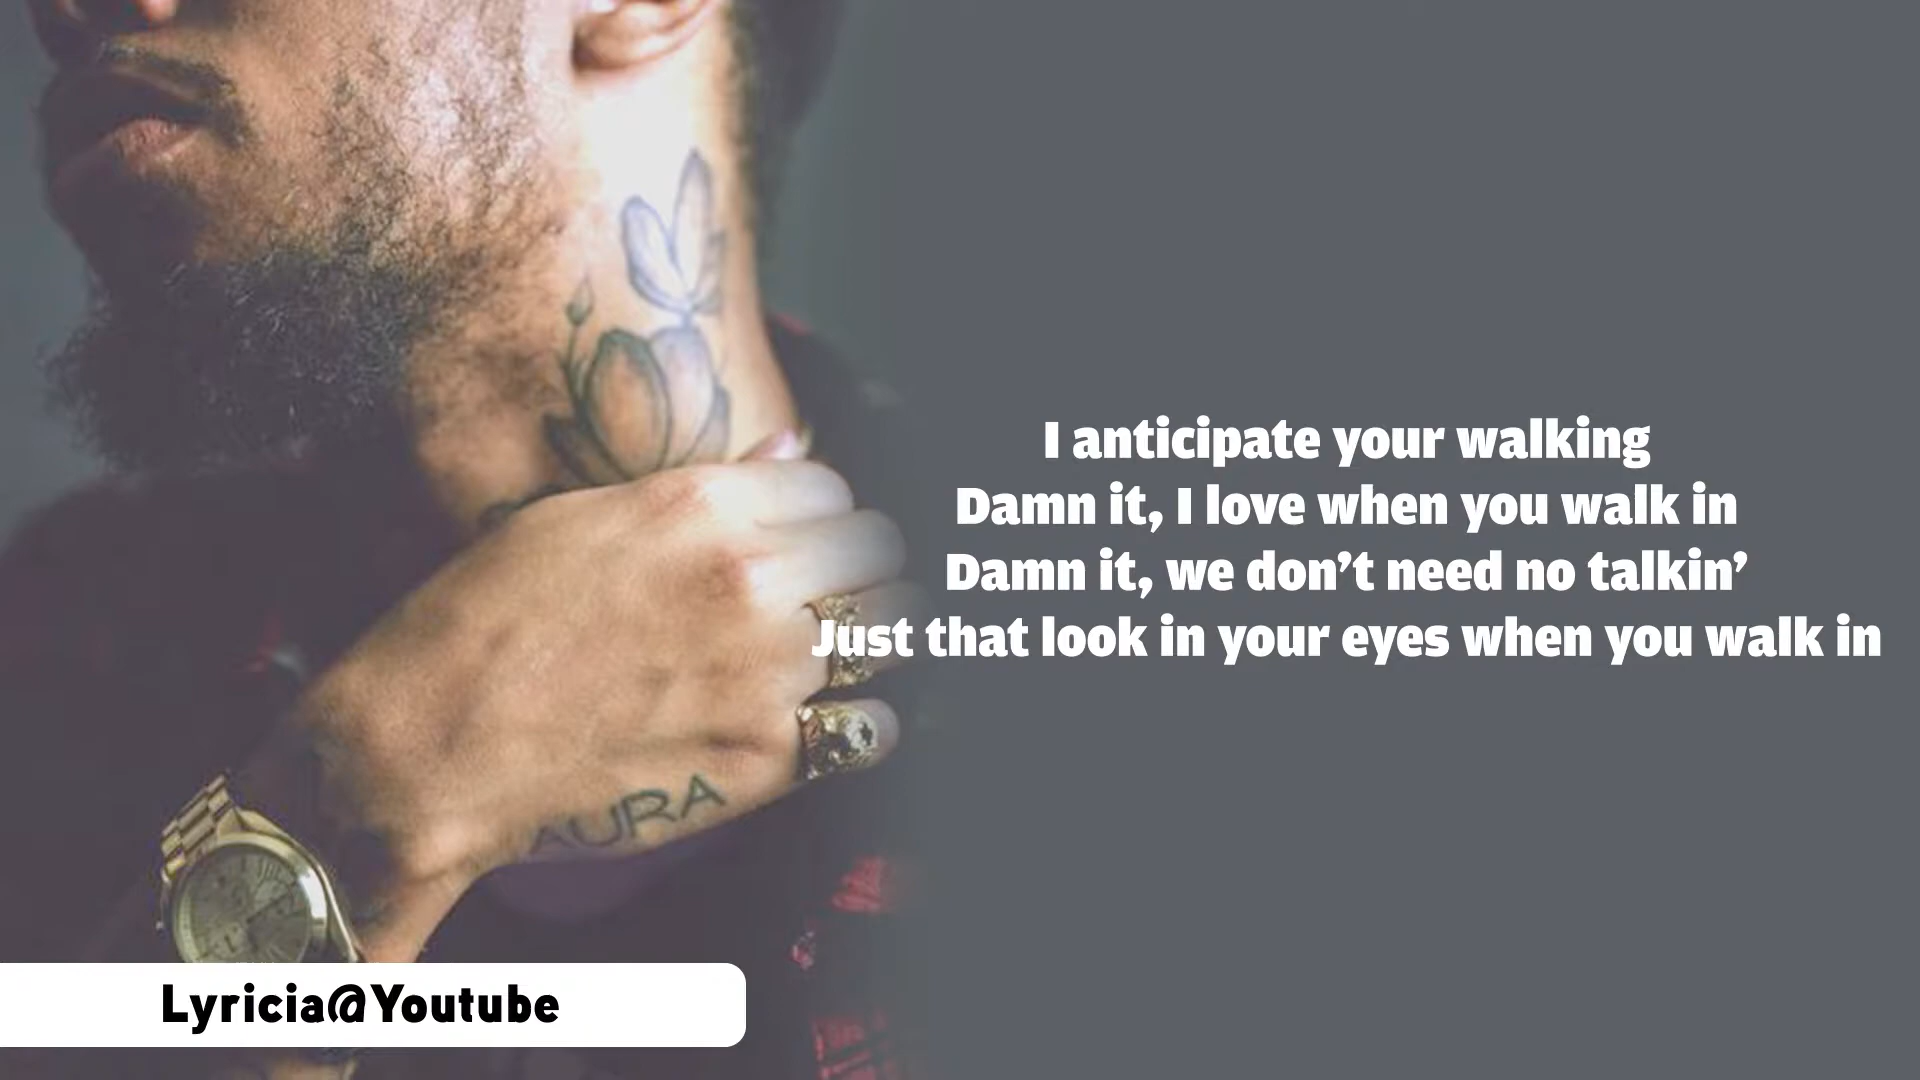 I anticipate your walking
Damn it, I love when you walk in
Damn it, we don’t need no talkin’
Just that look in your eyes when you walk in
AURA
Lyricia@Youtube